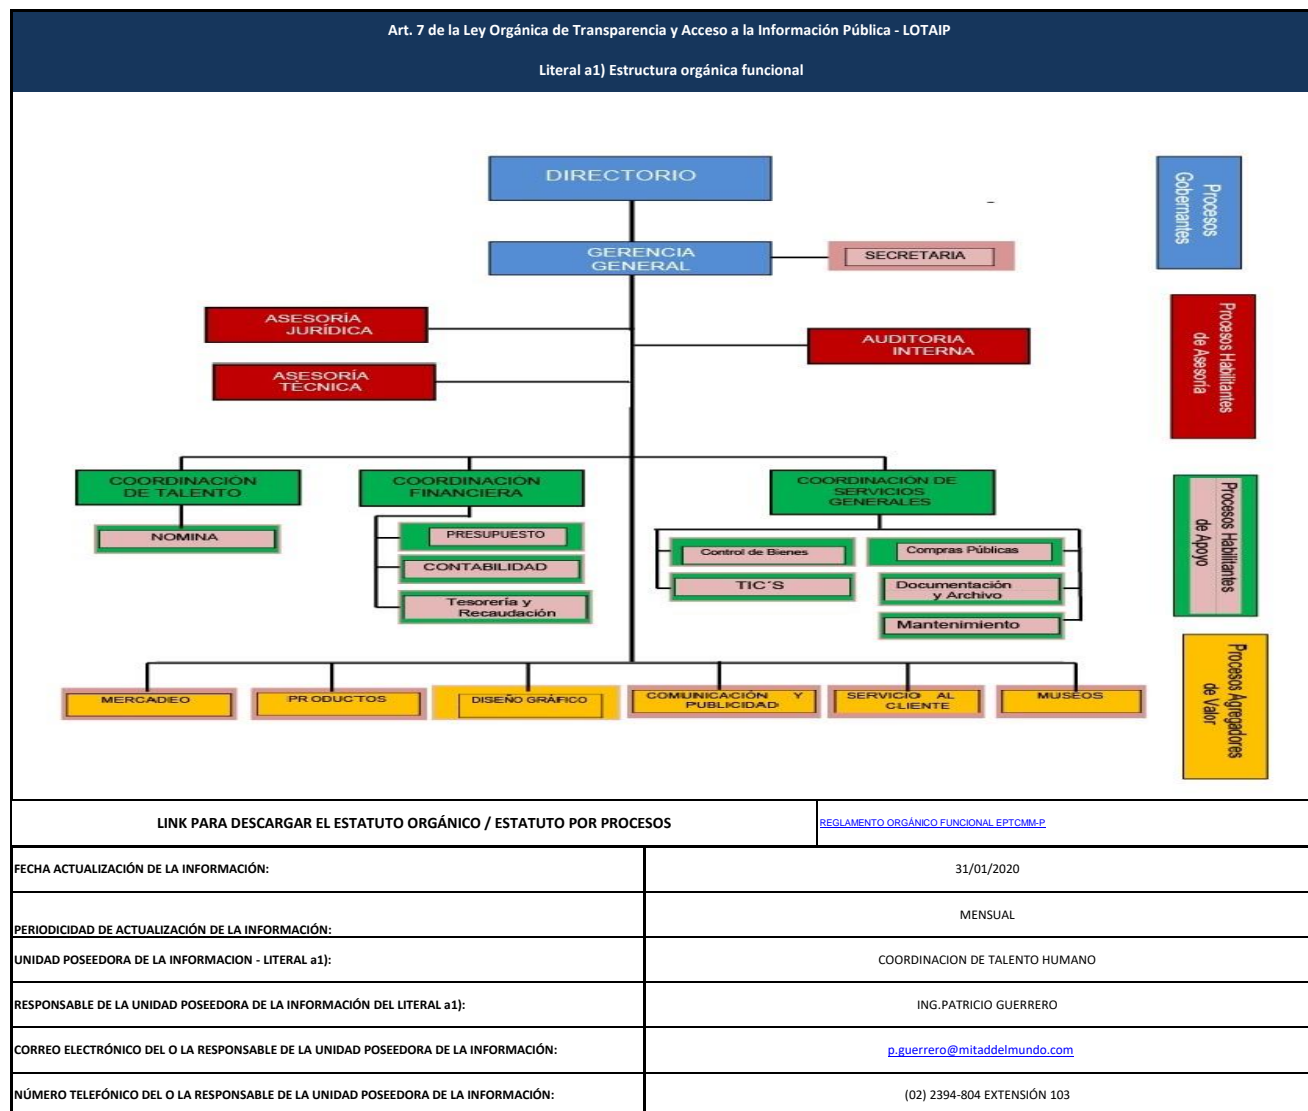 Art. 7 de la Ley Orgánica de Transparencia y Acceso a la Información Pública - LOTAIP
Literal a1) Estructura orgánica funcional
DIRECTORIO
Procesos
Gobernantes
GERENCIA
GENERAL
SECRETARIA
ASESORÍA
JURÍDICA
AUDITORIA
INTERNA
ASESORÍA
TÈCNICA
Procesos Habilitantes
de Asesoría
COORDINACIÓN
DE TALENTO
COORDINACION
FINANCIERA
COORDINACIÓN DE
SERVICIOS
GENERALES
NOMINA
PRESUPUESTO
CONTABILIDAD
Tesorería y
Recaudación
Control de Bienes
TIC´S
Compras Públicas
Documentación
y Archivo
Mantenimiento
Procesos Habilitantes
de Apoyo
MERCADEO
PRODUCTOS
DISEÑO GRÁFICO
COMUNICACIÓN Y
PUBLICIDAD
SERVICIO AL
CLIENTE
MUSEOS
Procesos Agregadores
de Valor
LINK PARA DESCARGAR EL ESTATUTO ORGÁNICO / ESTATUTO POR PROCESOS
REGLAMENTO ORGÁNICO FUNCIONAL EPTCMM-P
FECHA ACTUALIZACIÓN DE LA INFORMACIÓN:
31/01/2020
PERIODICIDAD DE ACTUALIZACIÓN DE LA INFORMACIÓN:
MENSUAL
UNIDAD POSEEDORA DE LA INFORMACION - LITERAL a1):
COORDINACION DE TALENTO HUMANO
RESPONSABLE DE LA UNIDAD POSEEDORA DE LA INFORMACIÓN DEL LITERAL a1):
ING.PATRICIO GUERRERO
CORREO ELECTRÓNICO DEL O LA RESPONSABLE DE LA UNIDAD POSEEDORA DE LA INFORMACIÓN:
p.guerrero@mitaddelmundo.com
NÚMERO TELEFÓNICO DEL O LA RESPONSABLE DE LA UNIDAD POSEEDORA DE LA INFORMACIÓN:
(02) 2394-804 EXTENSIÓN 103